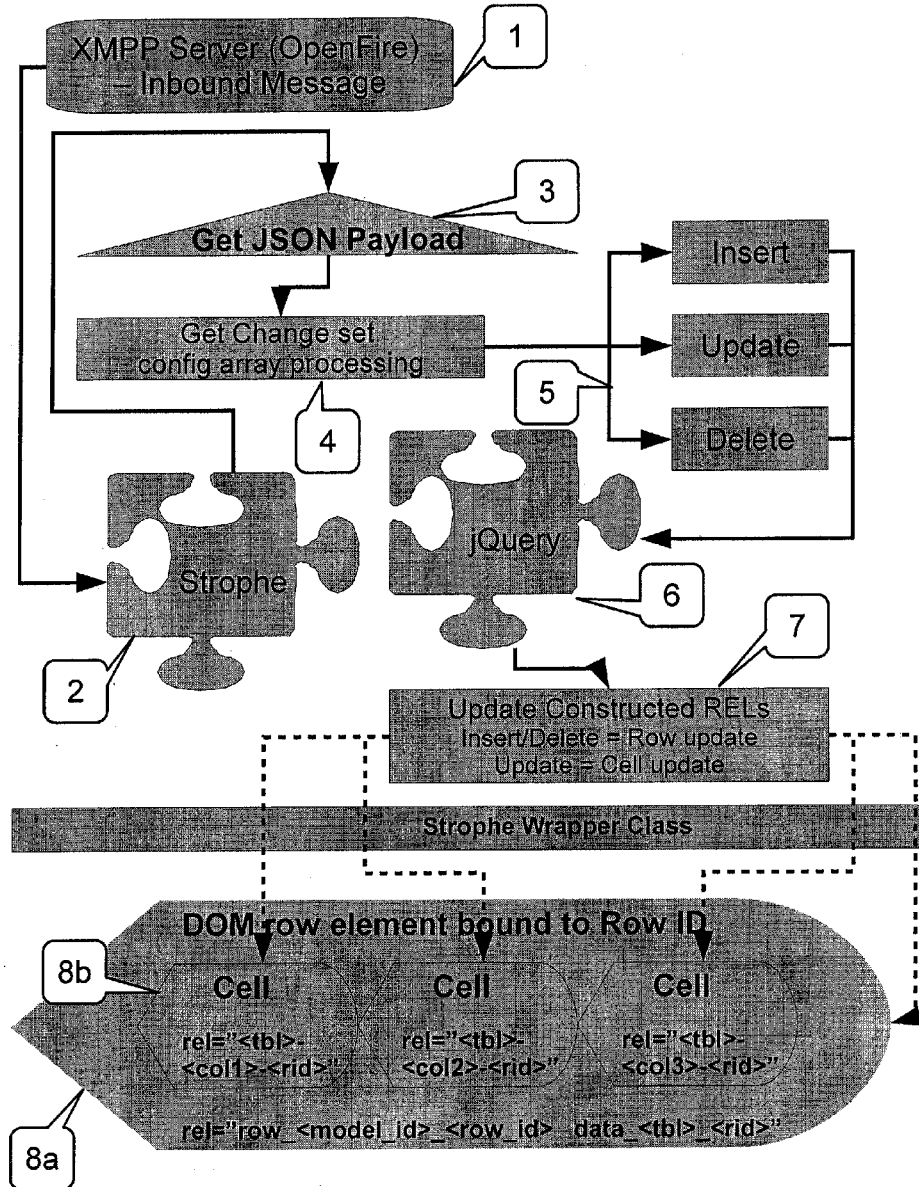 XMPP Server (OpenFire)
– Inbound Message
1
3
Get JSON Payload
Insert
Get Change set
config array processing
Update
5
4
Delete
jQuery
Strophe
6
7
2
Update Constructed RELs
Insert/Delete = Row update
Update = Cell update
Strophe Wrapper Class
DOM row element bound to Row ID
8b
Cell
Cell
Cell
rel="<tbl>-
<col1>-<rid>"
rel="<tbl>-
<col2>-<rid>"
rel="<tbl>-
<col3>-<rid>"
rel="row_<model_id>_<row_id>_data_<tbl>_<rid>"
8a